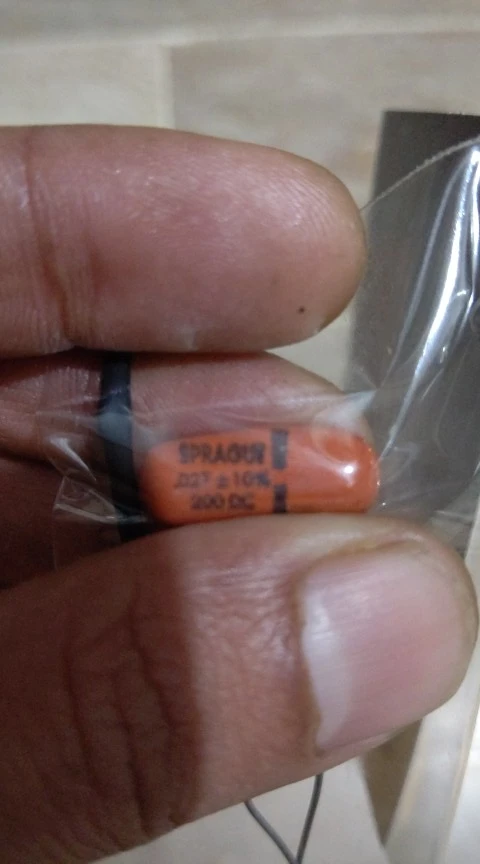 SPRAGUE
.027 ± 10%
200 DC